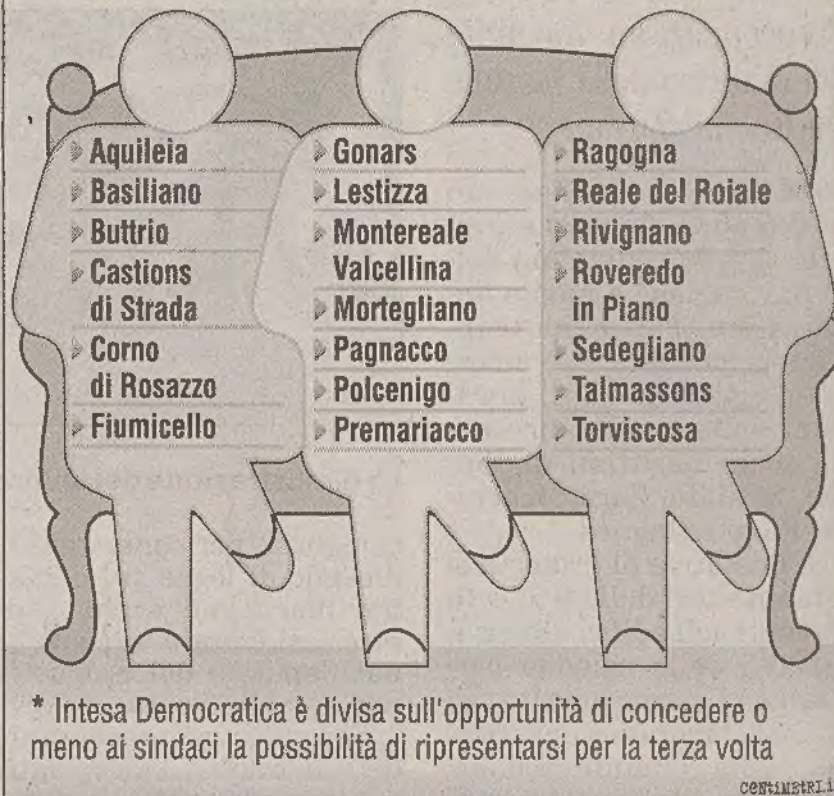 Aquileia
Basiliano
Buttrio
Castions
di Strada
Corno
di Rosazzo
Fiumicello
Gonars
Lestizza
Montereale
Valcellina
Mortegliano
Pagnacco
Polcenigo
Premariacco
Ragogna
Reale del Roiale
Rivignano
Roveredo
in Piano
Sedegliano
Talmassons
Torviscosa
* Intesa Democratica è divisa sull'opportunità di concedere o
meno ai sindaci la possibilità di ripresentarsi per la terza volta
CENTIMETRI.it